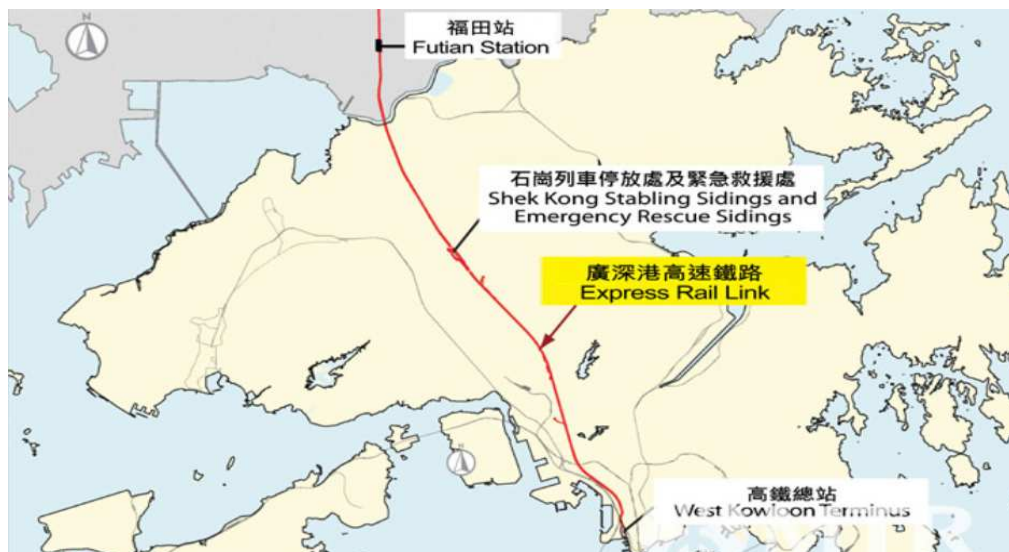 N
福田站
Futian Station
石崗列車停放處及緊急救援處
Shek Kong Stabling Sidings and
Emergency Rescue Sidings
廣深港高速鐵路
Express Rail Link
N
高鐵總站
West Kowloon Terminus